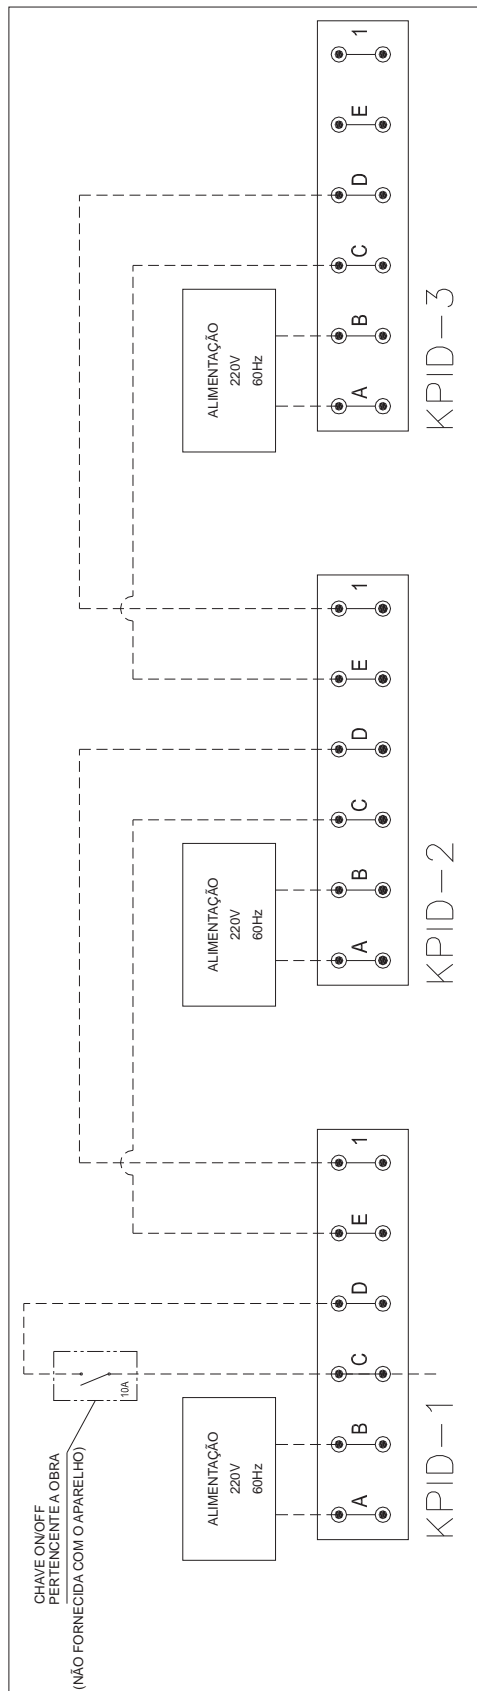 CHAVE ON/OFF
PERTENCENTE A OBRA
(NÃO FORNECIDA COM O APARELHO)
10A
ALIMENTAÇÃO
220V
60Hz
A B C D E 1
KPID-1
ALIMENTAÇÃO
220V
60Hz
A B C D E 1
KPID-2
ALIMENTAÇÃO
220V
60Hz
A B C D E 1
KPID-3